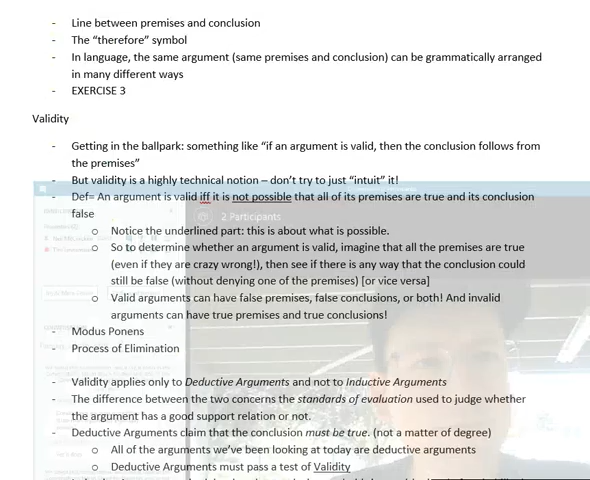 - Line between premises and conclusion
- The “therefore” symbol
- In language, the same argument (same premises and conclusion) can be grammatically arranged
in many different ways
- EXERCISE 3
Validity
- Getting in the ballpark: something like “if an argument is valid, then the conclusion follows from
the premises”
- But validity is a highly technical notion – don’t try to just “intuit” it!
- Def= An argument is valid iff it is not possible that all of its premises are true and its conclusion
false
2 Participants
o Notice the underlined part: this is about what is possible.
o So to determine whether an argument is valid, imagine that all the premises are true
(even if they are crazy wrong!), then see if there is any way that the conclusion could
still be false (without denying one of the premises) [or vice versa]
o Valid arguments can have false premises, false conclusions, or both! And invalid
arguments can have true premises and true conclusions!
- Modus Ponens
- Process of Elimination
- Validity applies only to Deductive Arguments and not to Inductive Arguments
- The difference between the two concerns the standards of evaluation used to judge whether
the argument has a good support relation or not.
- Deductive Arguments claim that the conclusion must be true. (not a matter of degree)
o All of the arguments we’ve been looking at today are deductive arguments
o Deductive Arguments must pass a test of Validity